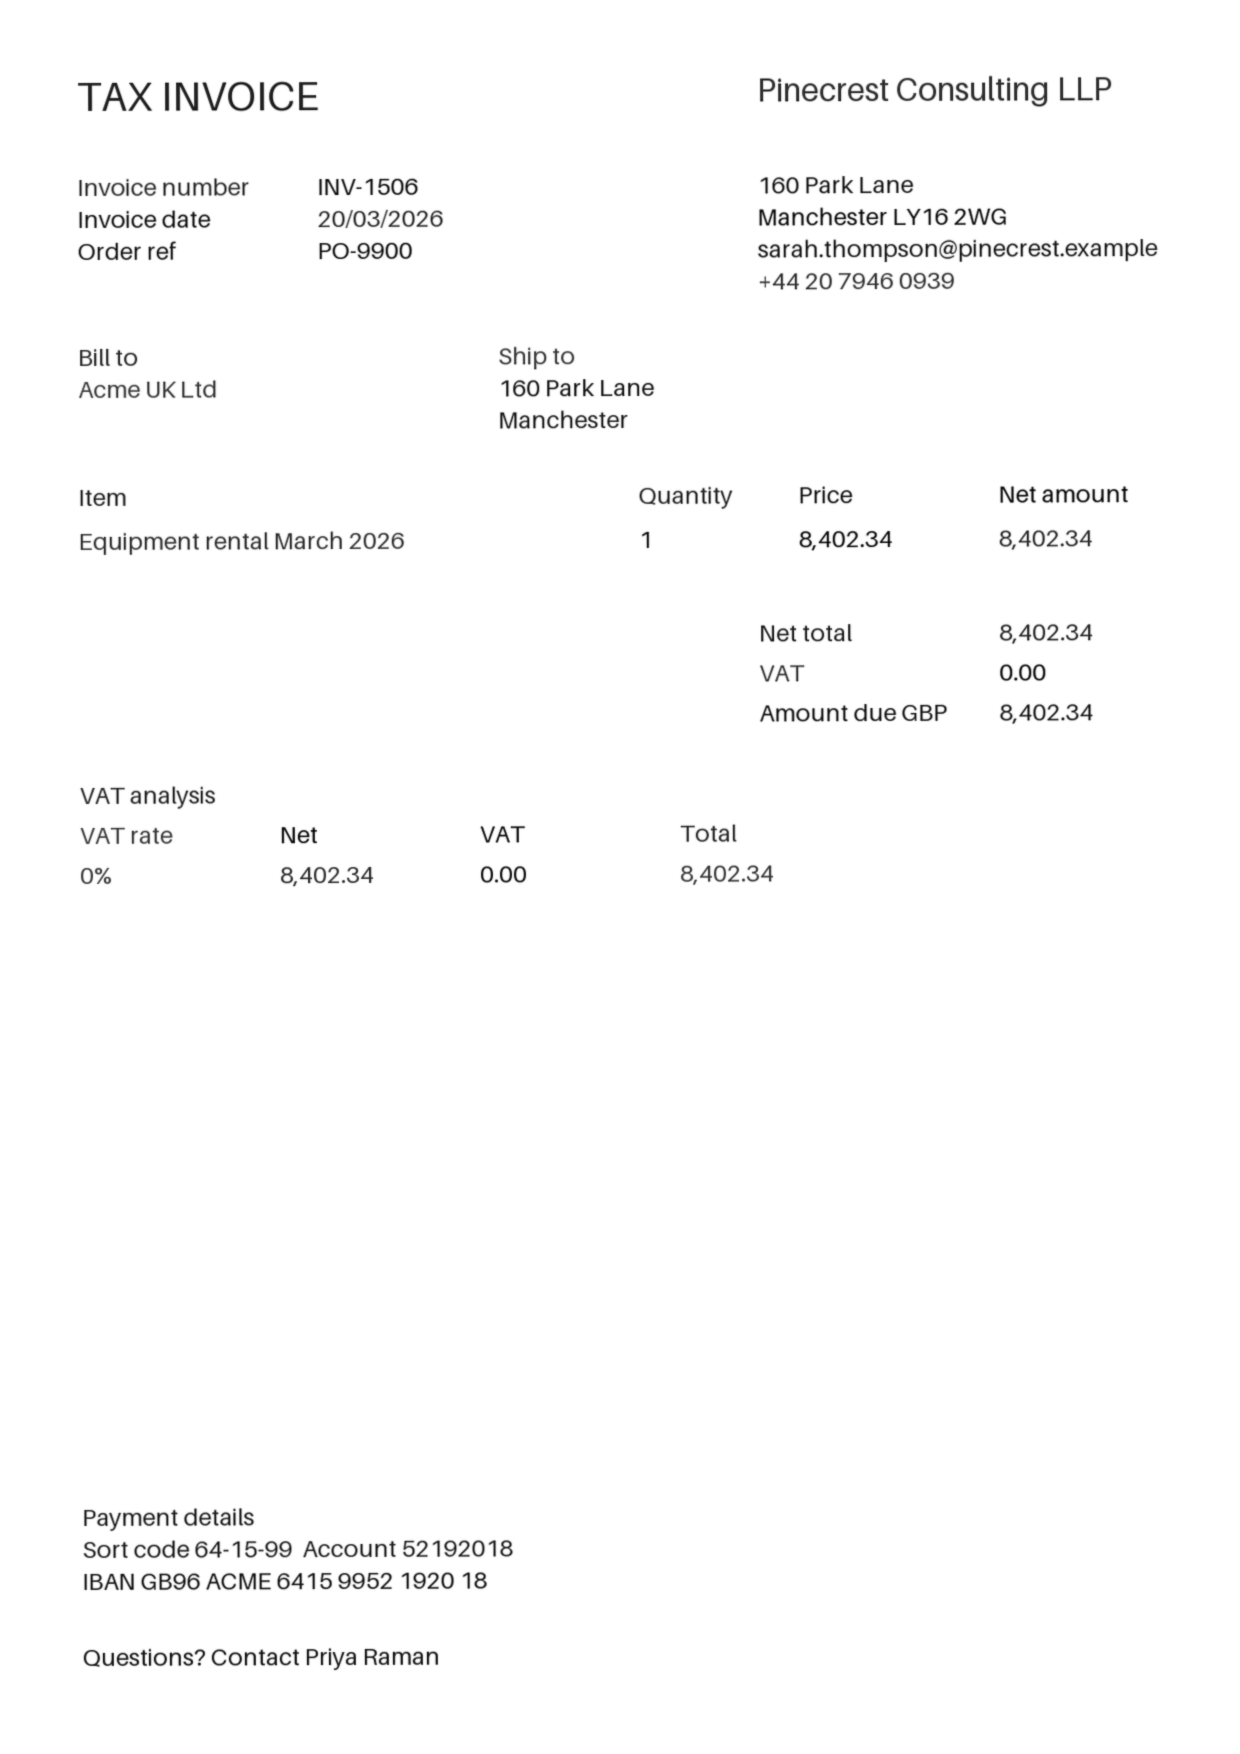 TAX INVOICE
Pinecrest Consulting LLP
Invoice number INV-1506
Invoice date 20/03/2026
Order ref PO-9900
160 Park Lane
Manchester LY16 2WG
sarah.thompson@pinecrest.example
+44 20 7946 0939
Bill to
Acme UK Ltd
Ship to
160 Park Lane
Manchester
Item Quantity Price Net amount
Equipment rental March 2026 1 8,402.34 8,402.34
Net total 8,402.34
VAT 0.00
Amount due GBP 8,402.34
VAT analysis
VAT rate Net VAT Total
0% 8,402.34 0.00 8,402.34
Payment details
Sort code 64-15-99 Account 52192018
IBAN GB96 ACME 6415 9952 1920 18
Questions? Contact Priya Raman